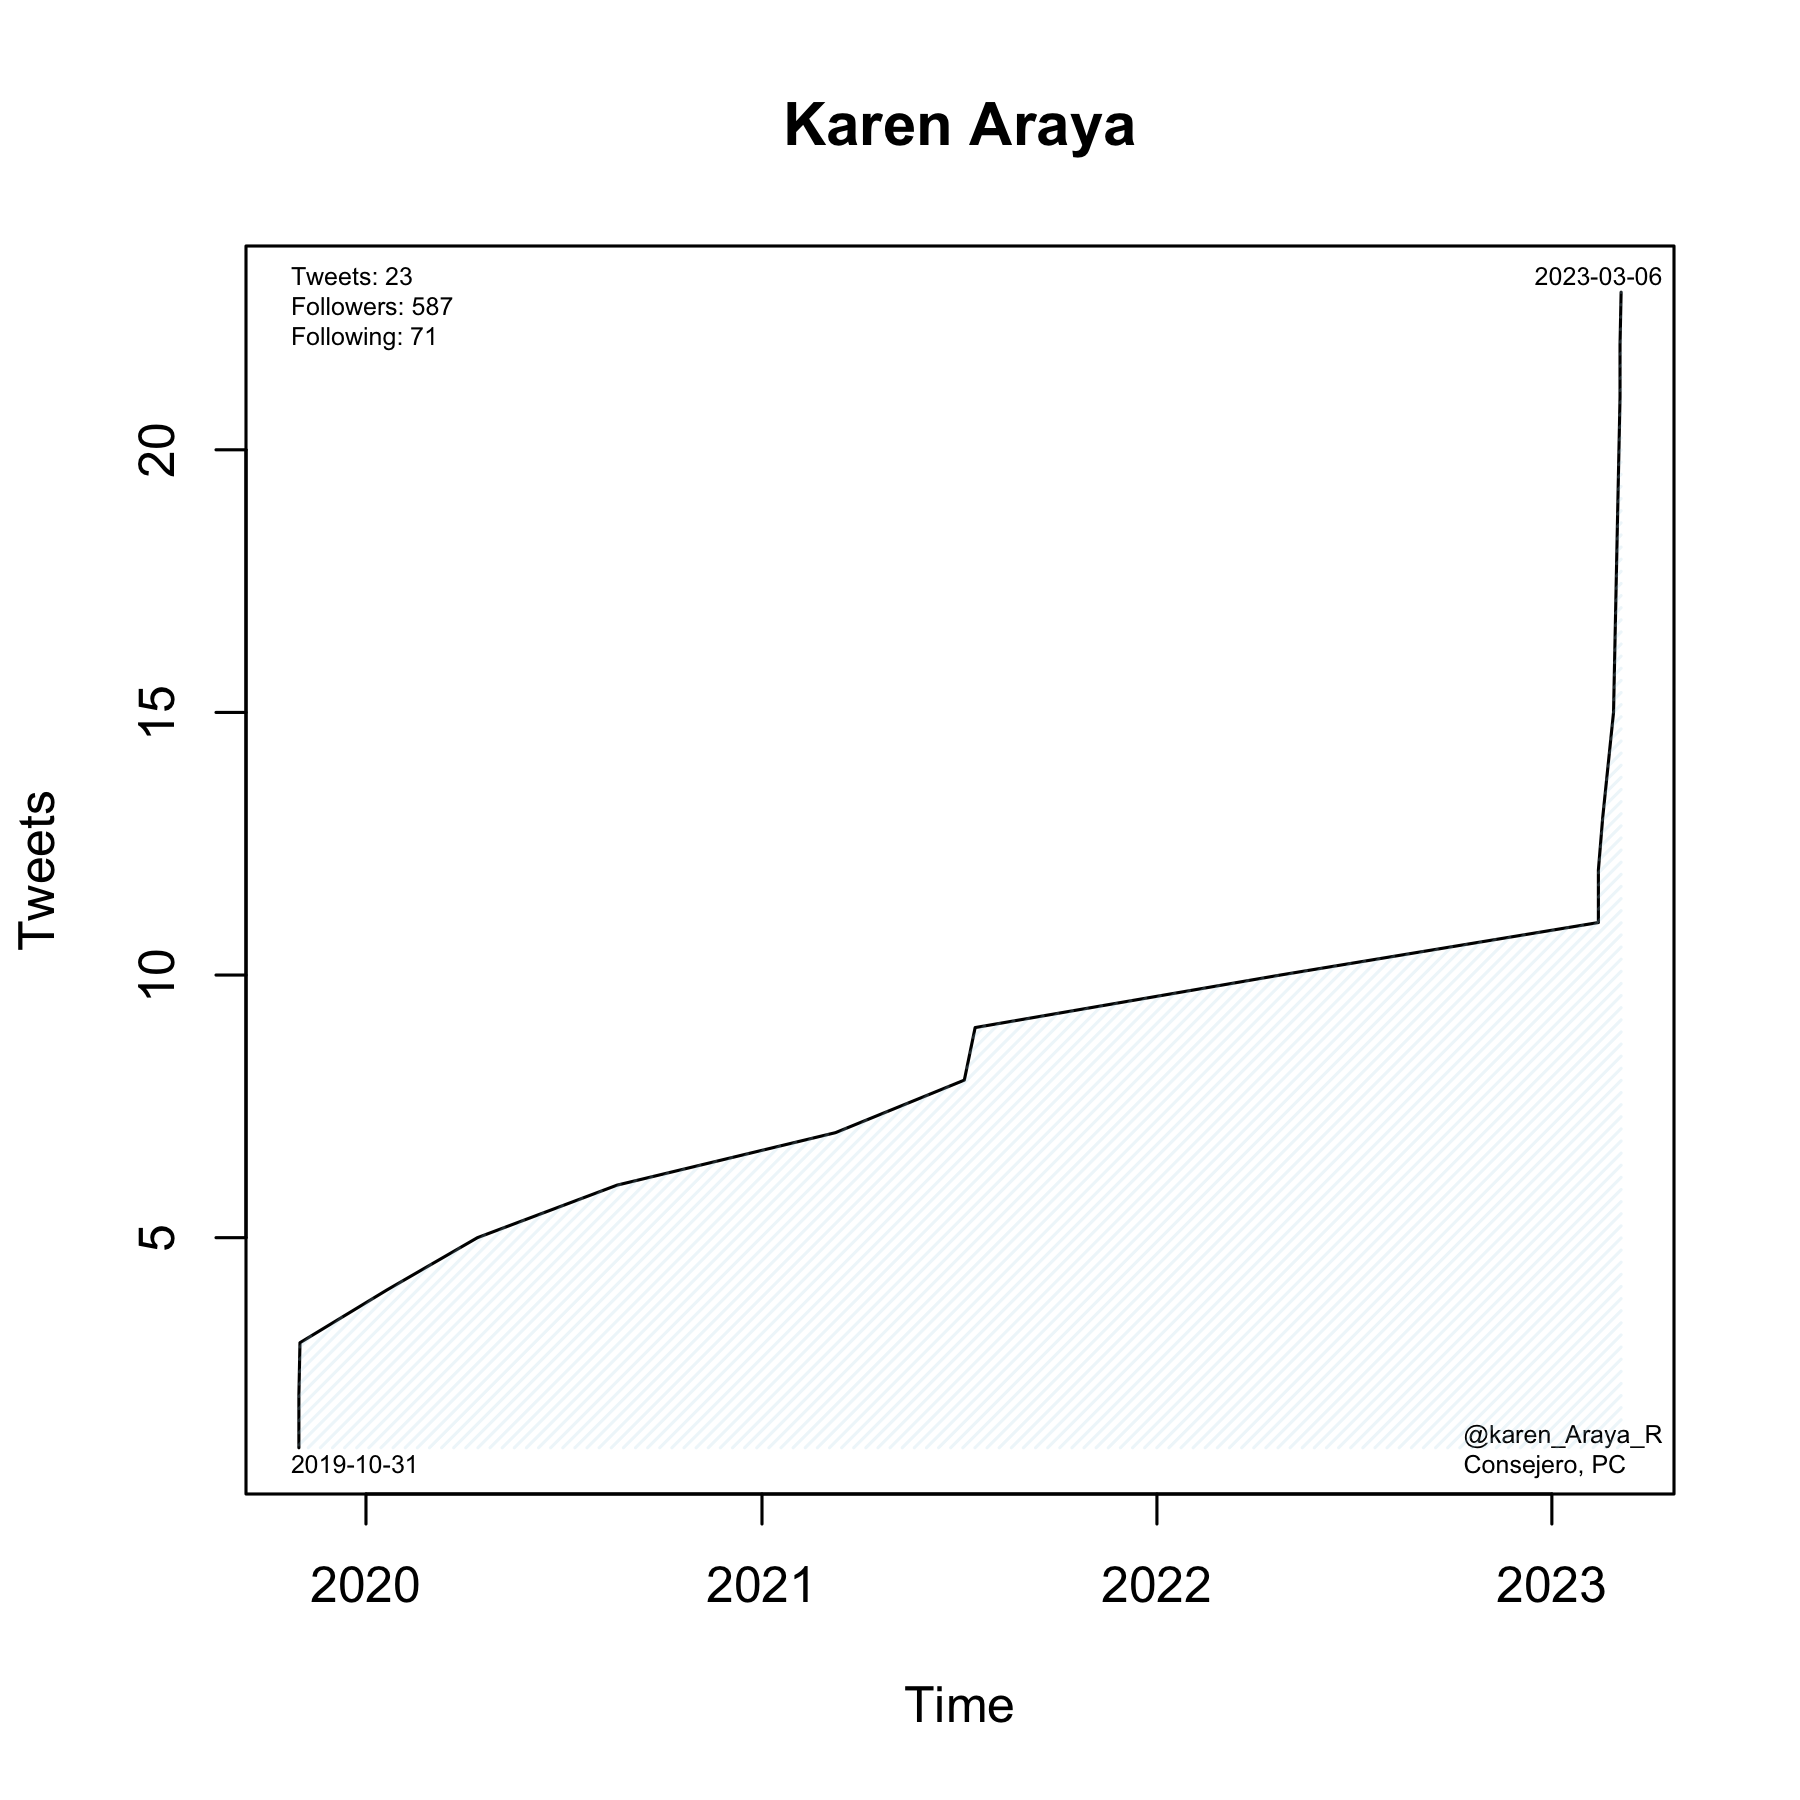 Karen Araya
Tweets: 23
Followers: 587
Following: 71
2023-03-06
20
15
10
5
Tweets
@karen_Araya_R
Consejero, PC
2019-10-31
2020
2021
2022
2023
Time